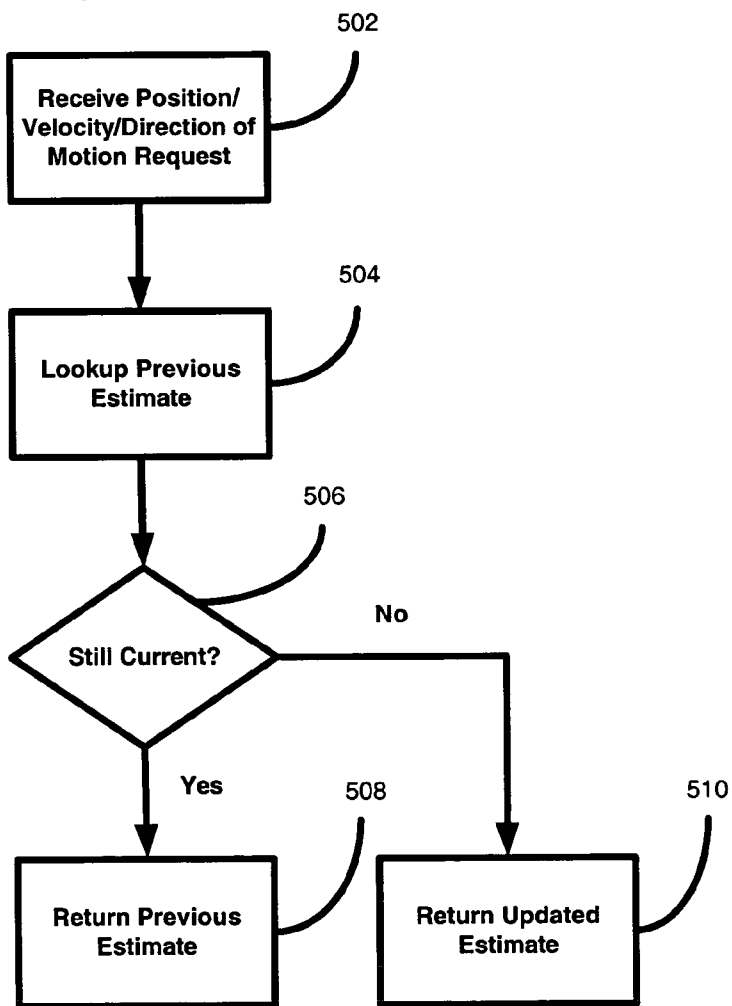 502
Receive Position/
Velocity/Direction of
Motion Request
504
Lookup Previous
Estimate
506
Still Current?
No
Yes
508
510
Return Previous
Estimate
Return Updated
Estimate